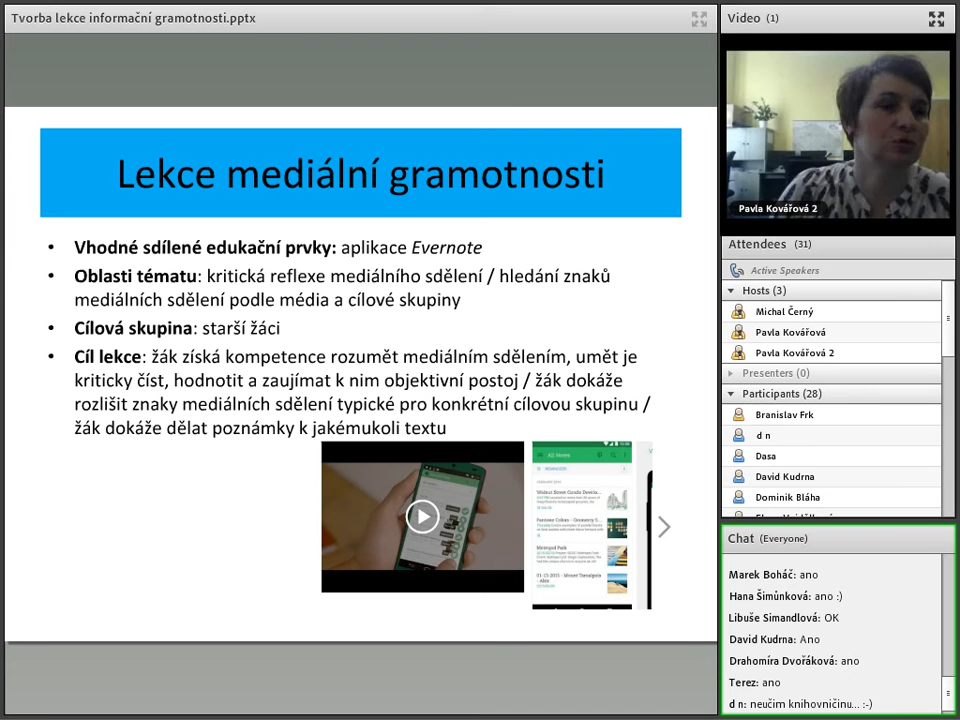 Tvorba lekce informační gramotnosti.pptx
Lekce mediální gramotnosti
• Vhodné sdílené edukační prvky: aplikace Evernote
• Oblasti tématu: kritická reflexe mediálního sdělení / hledání znaků
mediálních sdělení podle média a cílové skupiny
• Cílová skupina: starší žáci
• Cíl lekce: žák získá kompetence rozumět mediálním sdělením, umět je
kriticky číst, hodnotit a zaujímat k nim objektivní postoj / žák dokáže
rozlišit znaky mediálních sdělení typické pro konkrétní cílovou skupinu /
žák dokáže dělat poznámky k jakémukoli textu
All Notes
Metropol Park
Video (1)
Pavla Kovářová 2
Attendees (31)
Active Speakers
Hosts (3)
Michal Černý
Pavla Kovářová
Pavla Kovářová 2
Presenters (0)
Participants (28)
Branislav Frk
d n
Dasa
David Kudrna
Dominik Bláha
Chat (Everyone)
Marek Boháč: ano
Hana Šimůnková: ano :)
Libuše Simandlová: OK
David Kudrna: Ano
Drahomíra Dvořáková: ano
Terez: ano
d n: neučim knihovničinu... :-)